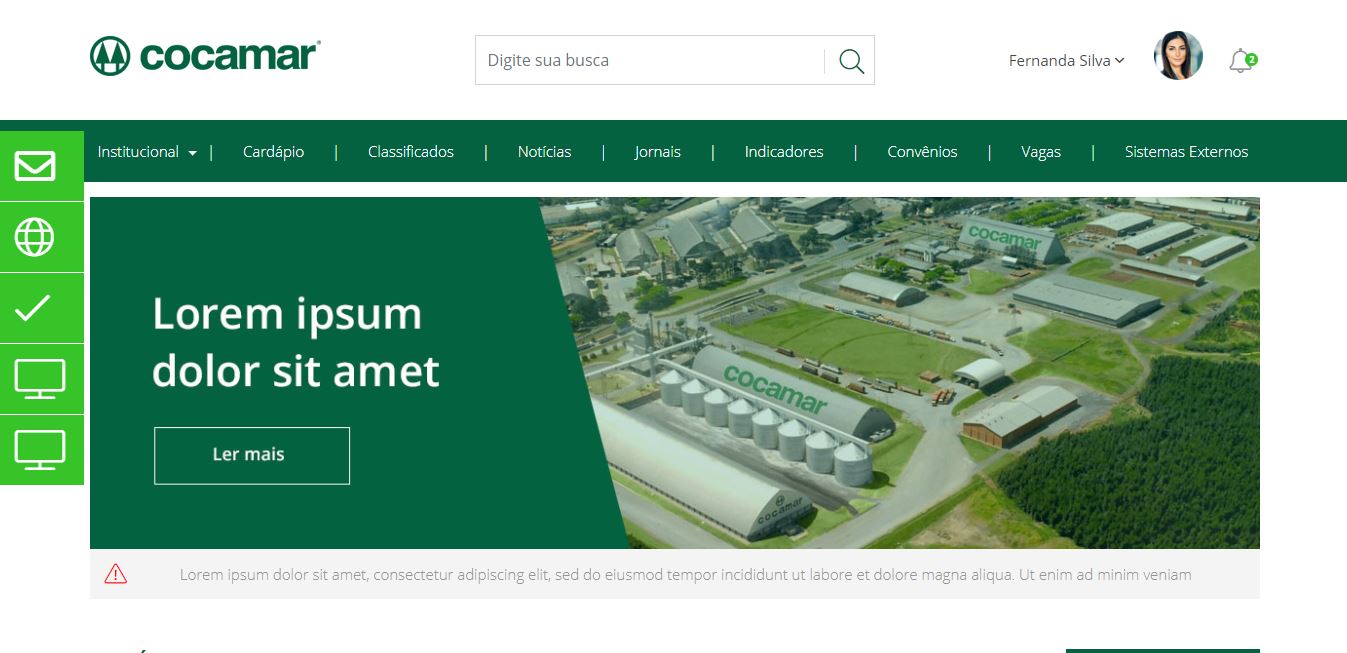 cocamar
Digite sua busca
Fernanda Silva
2
Institucional | Cardápio | Classificados | Notícias | Jornais | Indicadores | Convênios | Vagas | Sistemas Externos
cocamar
Lorem ipsum
dolor sit amet
cocamar
Ler mais
cocamar
Lorem ipsum dolor sit amet, consectetur adipiscing elit, sed do eiusmod tempor incididunt ut labore et dolore magna aliqua. Ut enim ad minim veniam